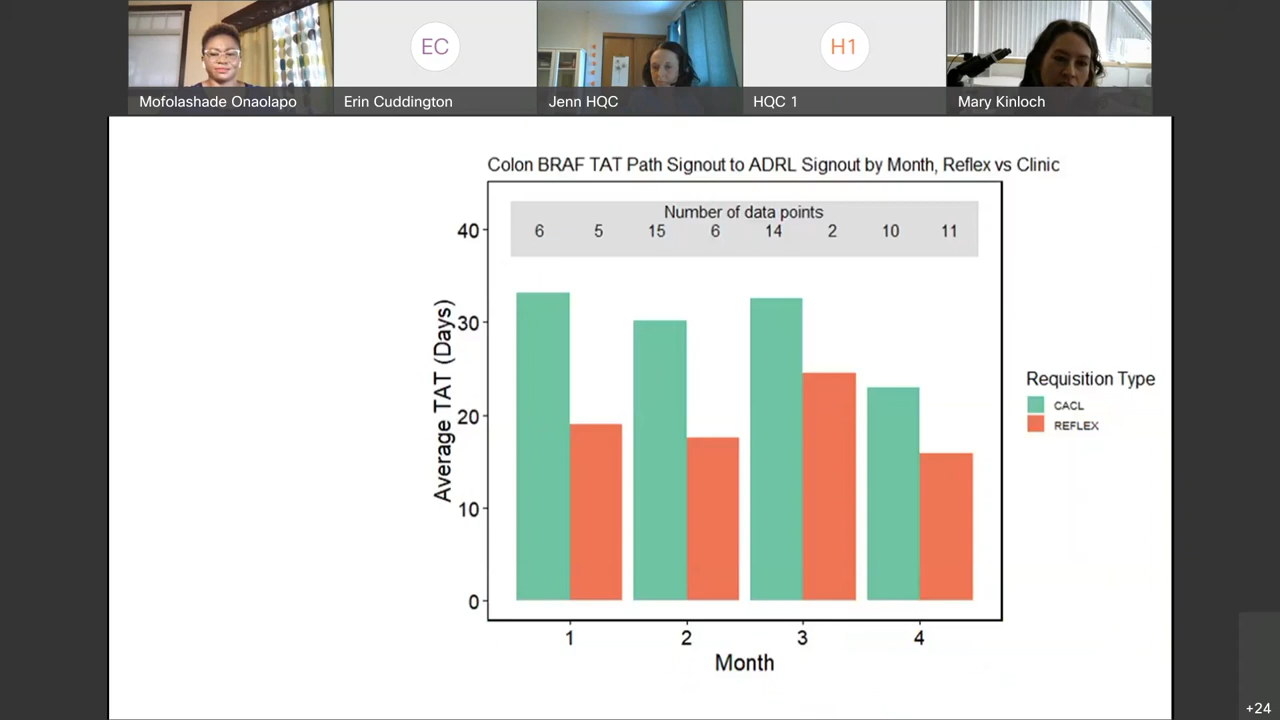 EC
H1
Mofolashade Onaolapo
Erin Cuddington
Jenn HQC
HQC 1
Mary Kinloch
Colon BRAF TAT Path Signout to ADRL Signout by Month, Reflex vs Clinic
Number of data points
6 5 15 6 14 2 10 11
40
30
20
10
0
Average TAT (Days)
1 2 3 4
Month
Requisition Type
CACL
REFLEX
+24